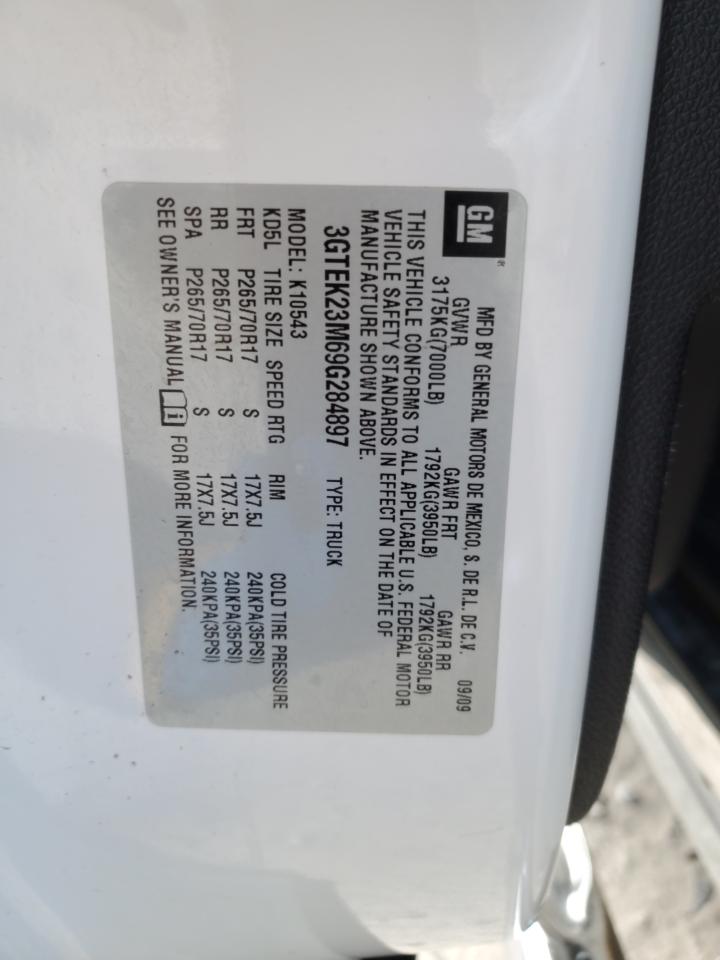 GM®
MFD BY GENERAL MOTORS DE MEXICO, S. DE R.L. DE C.V. 09/09
GVWR GAWR FRT GAWR RR
3175KG(7000LB) 1792KG(3950LB) 1792KG(3950LB)
THIS VEHICLE CONFORMS TO ALL APPLICABLE U.S. FEDERAL MOTOR
VEHICLE SAFETY STANDARDS IN EFFECT ON THE DATE OF
MANUFACTURE SHOWN ABOVE.
3GTEK23M69G284897 TYPE: TRUCK
MODEL: K10543
KD5L TIRE SIZE SPEED RTG RIM COLD TIRE PRESSURE
FRT P265/70R17 S 17X7.5J 240KPA(35PSI)
RR P265/70R17 S 17X7.5J 240KPA(35PSI)
SPA P265/70R17 S 17X7.5J 240KPA(35PSI)
SEE OWNER'S MANUAL i FOR MORE INFORMATION.